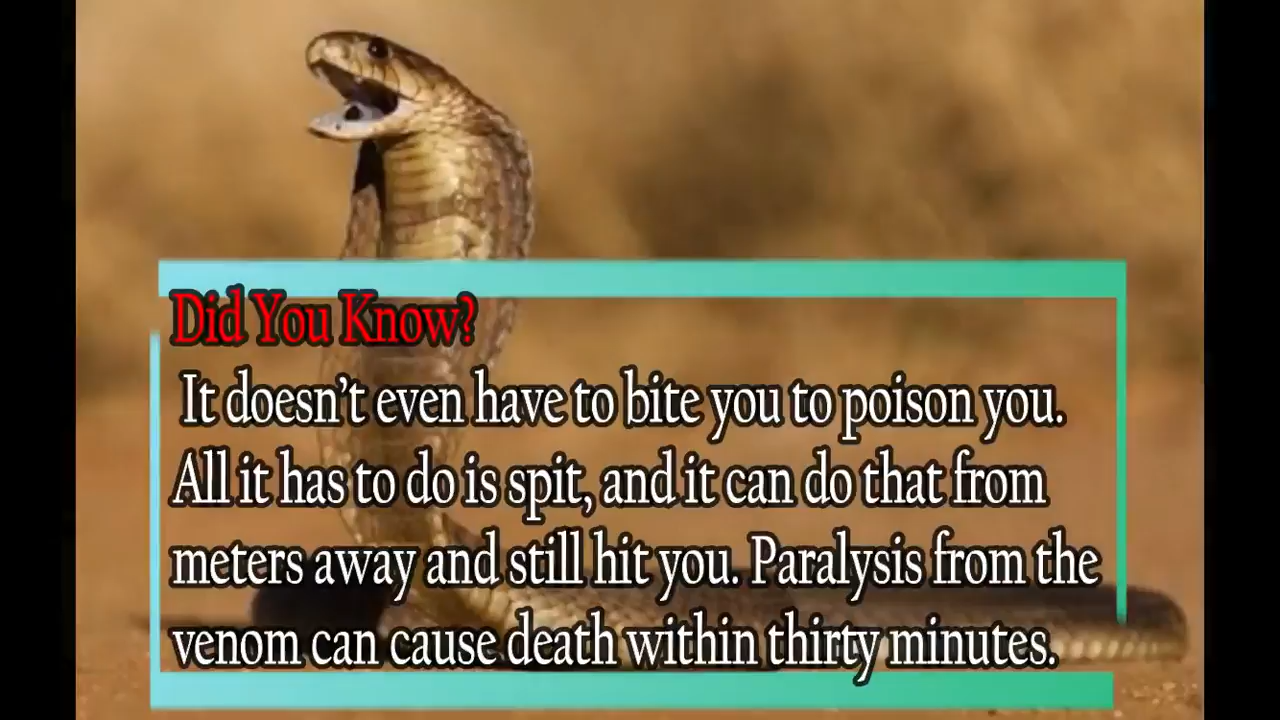 Did You Know?
It doesn’t even have to bite you to poison you.
All it has to do is spit, and it can do that from
meters away and still hit you. Paralysis from the
venom can cause death within thirty minutes.